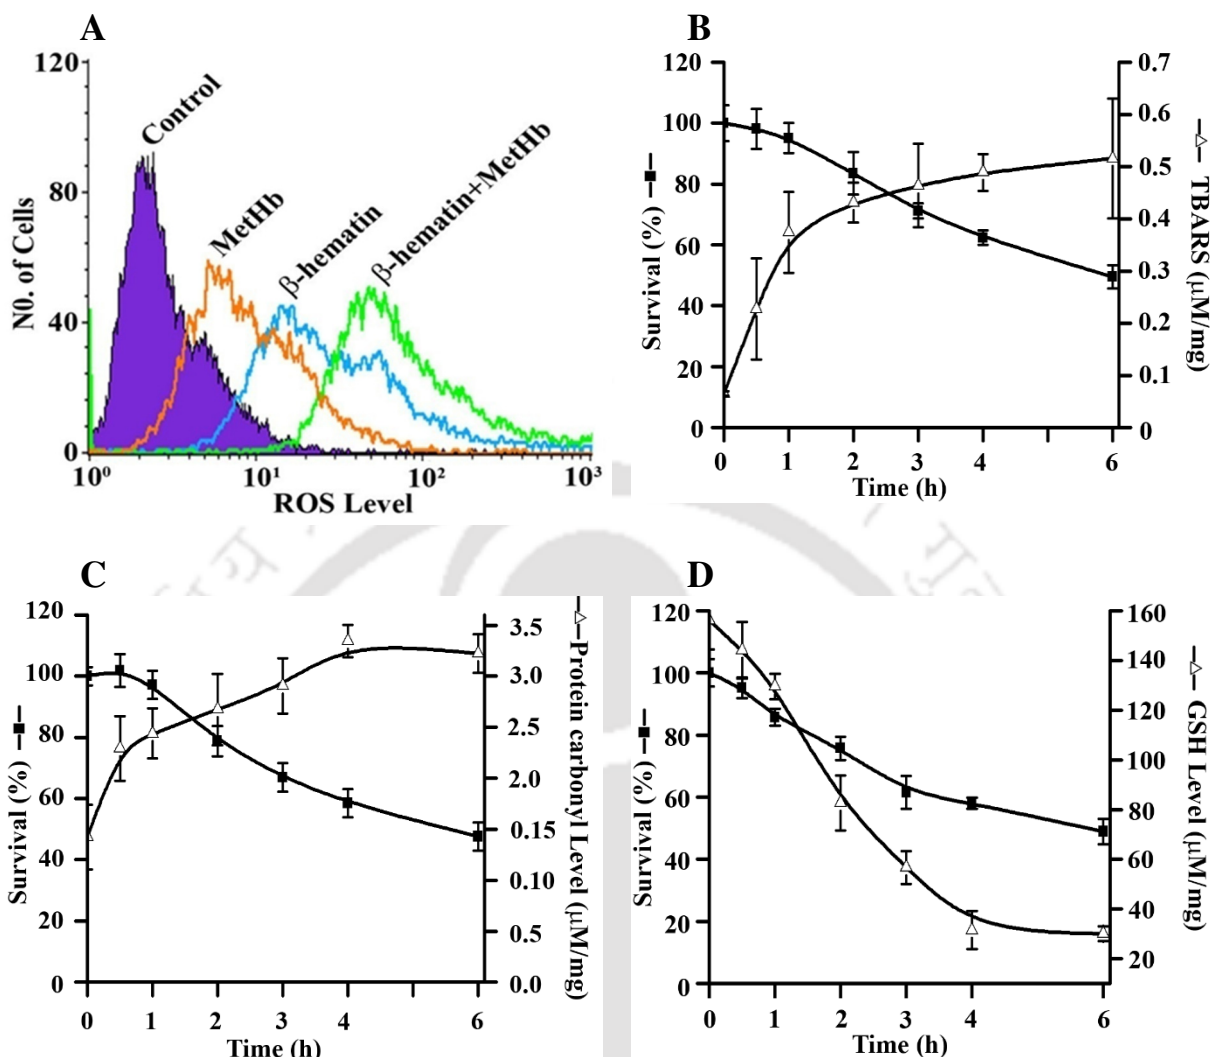 A
120
80
40
0
N0. of Cells
Control
MetHb
β-hematin
β-hematin+MetHb
10⁰ 10¹ 10² 10³
ROS Level
B
120
100
80
60
40
20
0
Survival (%)
0.7
0.6
0.5
0.4
0.3
0.2
0.1
0
TBARS (μM/mg)
0 1 2 3 4 6
Time (h)
C
120
100
80
60
40
20
0
Survival (%)
3.5
3.0
2.5
2.0
0.15
0.10
0.5
0.0
Protein carbonyl Level (μM/mg)
0 1 2 3 4 6
Time (h)
D
120
100
80
60
40
20
0
Survival (%)
160
140
120
100
80
60
40
20
GSH Level (μM/mg)
0 1 2 3 4 6
Time (h)